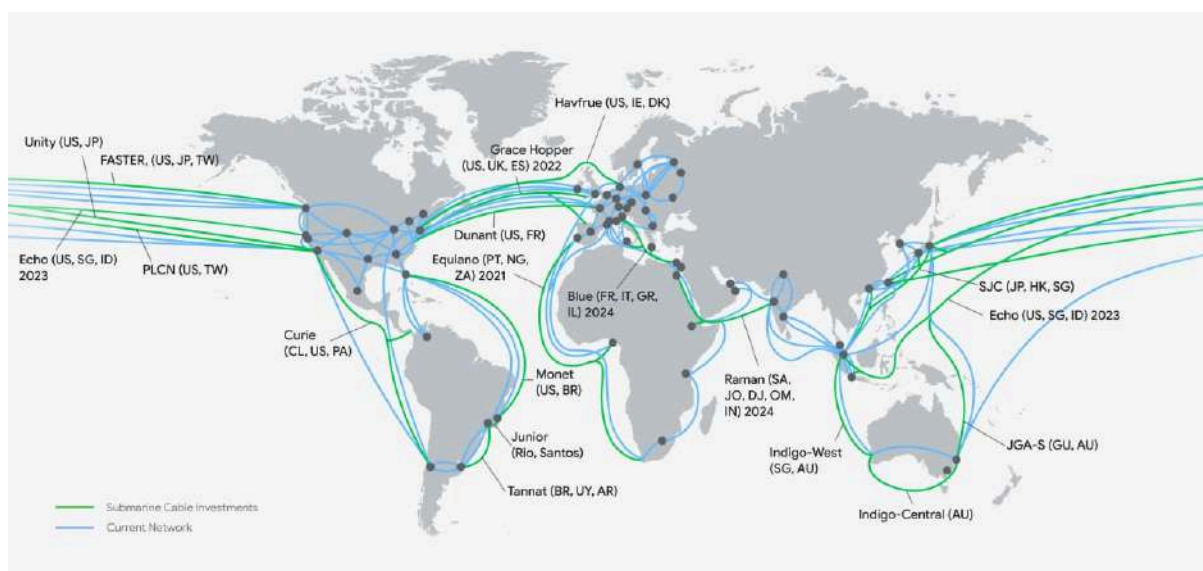 Havfrue (US, IE, DK)
Unity (US, JP)
FASTER, (US, JP, TW)
Grace Hopper
(US, UK, ES) 2022
Echo (US, SG, ID)
2023
PLCN (US, TW)
Dunant (US, FR)
Equiano (PT, NG,
ZA) 2021
Blue (FR, IT, GR,
IL) 2024
SJC (JP, HK, SG)
Echo (US, SG, ID) 2023
Curie
(CL, US, PA)
Monet
(US, BR)
Raman (SA,
JO, DJ, OM,
IN) 2024
Junior
(Rio, Santos)
Tannat (BR, UY, AR)
Indigo-West
(SG, AU)
JGA-S (GU, AU)
Indigo-Central (AU)
Submarine Cable Investments
Current Network